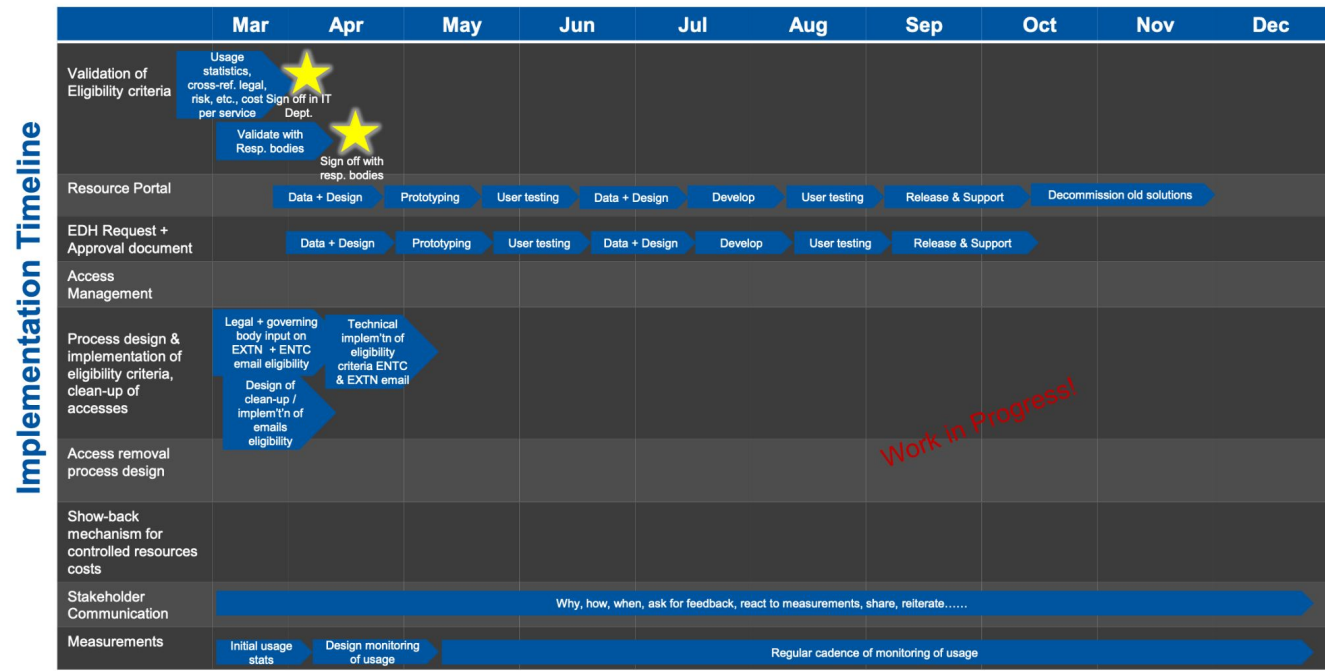 Implementation Timeline
Mar Apr May Jun Jul Aug Sep Oct Nov Dec
Validation of
Eligibility criteria
Usage
statistics,
cross-ref. legal,
risk, etc., cost
per service
Sign off in IT
Dept.
Validate with
Resp. bodies
Sign off with
resp. bodies
Resource Portal
Data + Design
Prototyping
User testing
Data + Design
Develop
User testing
Release & Support
Decommission old solutions
EDH Request +
Approval document
Data + Design
Prototyping
User testing
Data + Design
Develop
User testing
Release & Support
Access
Management
Process design &
implementation of
eligibility criteria,
clean-up of
accesses
Legal + governing
body input on
EXTN + ENTC
email eligibility
Technical
implem'tn of
eligibility
criteria ENTC
& EXTN email
Design of
clean-up /
implem't'n of
emails
eligibility
Work in Progress!
Access removal
process design
Show-back
mechanism for
controlled resources
costs
Stakeholder
Communication
Why, how, when, ask for feedback, react to measurements, share, reiterate……
Measurements
Initial usage
stats
Design monitoring
of usage
Regular cadence of monitoring of usage